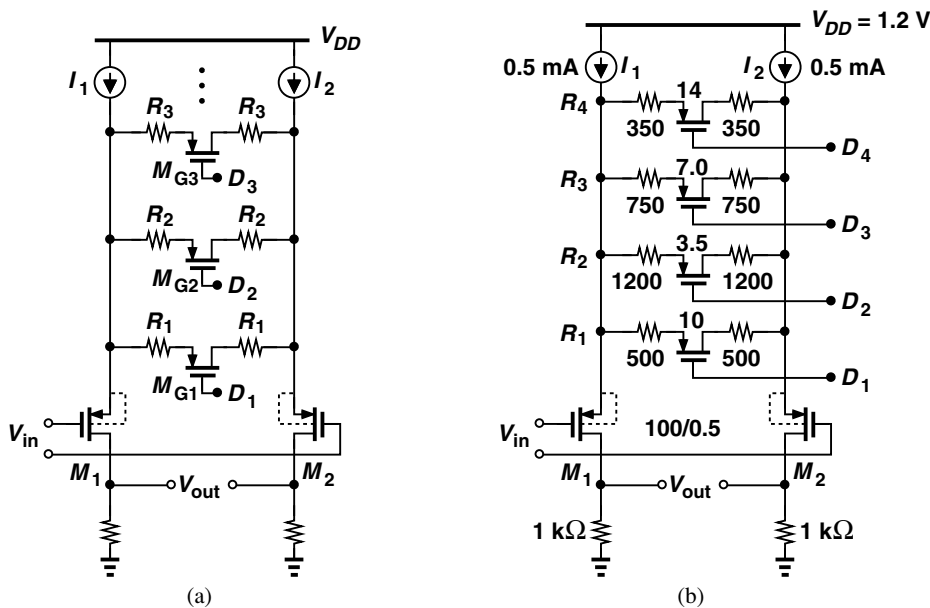 V_DD
I_1
I_2
R_3 R_3
M_G3
D_3
R_2 R_2
M_G2
D_2
R_1 R_1
M_G1
D_1
V_in
M_1
V_out
M_2
(a)
V_DD = 1.2 V
0.5 mA I_1
I_2 0.5 mA
R_4
14
350 350
D_4
R_3
7.0
750 750
D_3
R_2
3.5
1200 1200
D_2
R_1
10
500 500
D_1
V_in
100/0.5
M_1
V_out
M_2
1 kΩ 1 kΩ
(b)